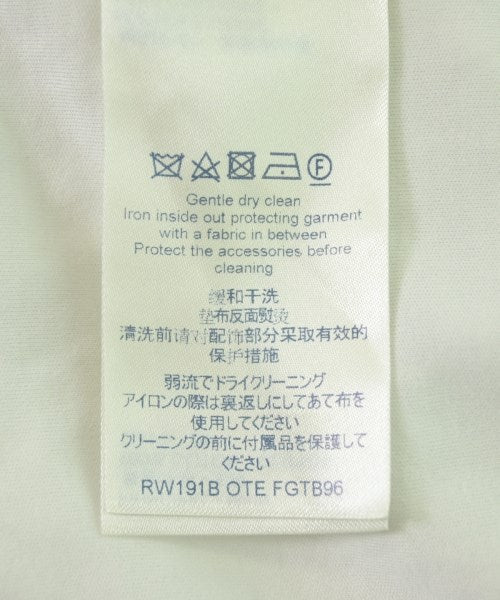 F
Gentle dry clean
Iron inside out protecting garment
with a fabric in between
Protect the accessories before
cleaning
缓和干洗
垫布反面熨烫
清洗前请对配饰部分采取有效的
保护措施
弱流でドライクリーニング
アイロンの際は裏返しにしてあて布を
使用してください
クリーニングの前に付属品を保護して
ください
RW191B OTE FGTB96